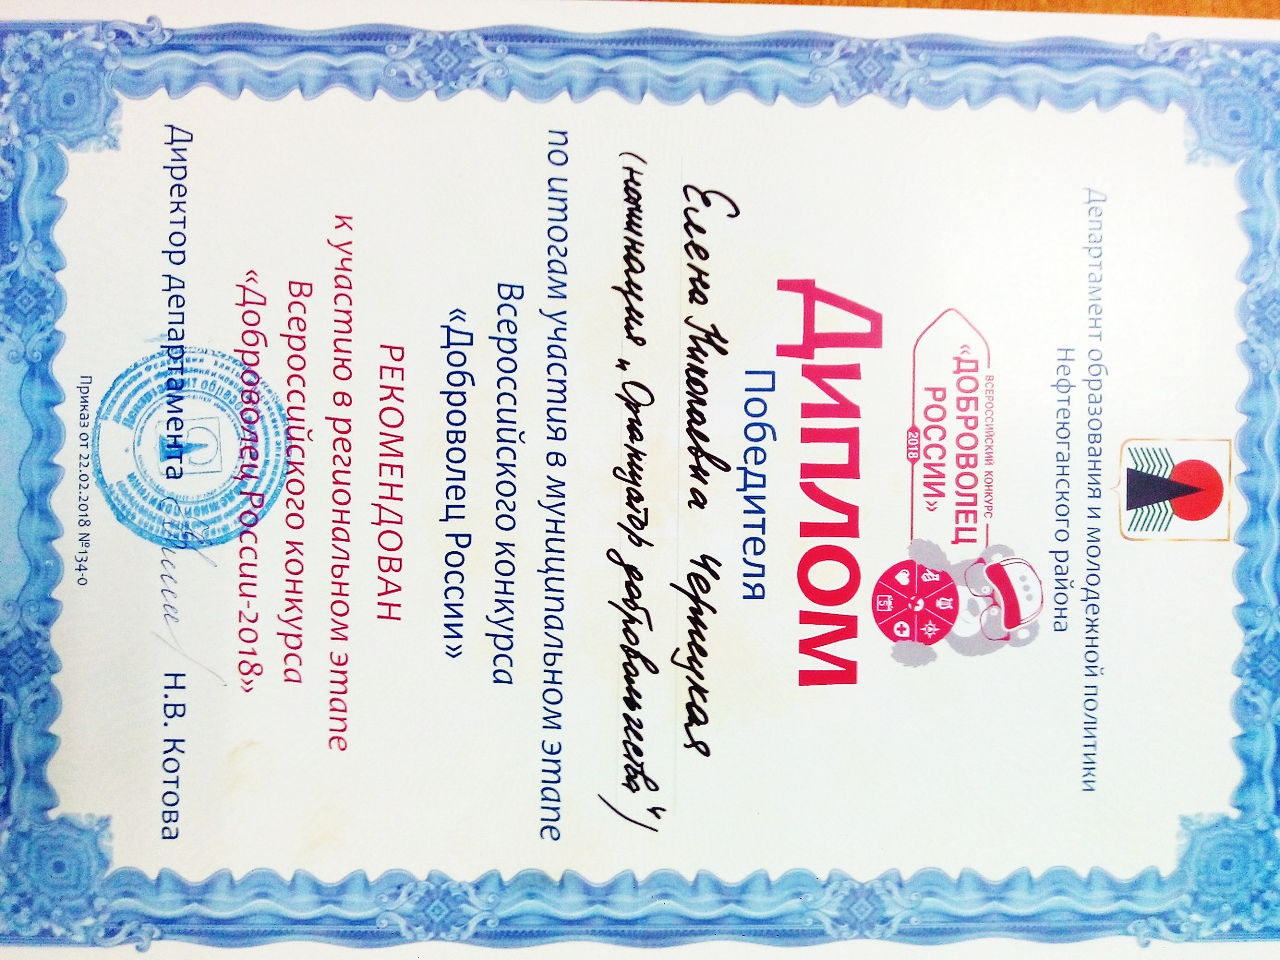 Департамент образования и молодежной политики
Нефтеюганского района
ВСЕРОССИЙСКИЙ КОНКУРС
«ДОБРОВОЛЕЦ
РОССИИ»
2018
ДИПЛОМ
Победителя
Елена Николаевна Чернецкая
(номинация „Организатор добровольчества“)
по итогам участия в муниципальном этапе
Всероссийского конкурса
«Доброволец России»
РЕКОМЕНДОВАН
к участию в региональном этапе
Всероссийского конкурса
«Доброволец России-2018»
Директор департамента Н.В. Котова
Приказ от 22.02.2018 №134-0